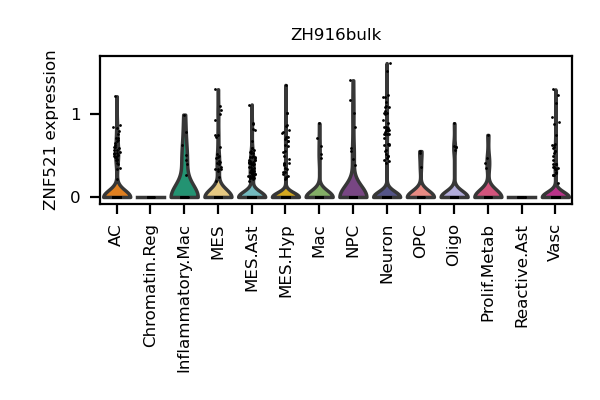 ZH916bulk
ZNF521 expression
1
0
AC
Chromatin.Reg
Inflammatory.Mac
MES
MES.Ast
MES.Hyp
Mac
NPC
Neuron
OPC
Oligo
Prolif.Metab
Reactive.Ast
Vasc